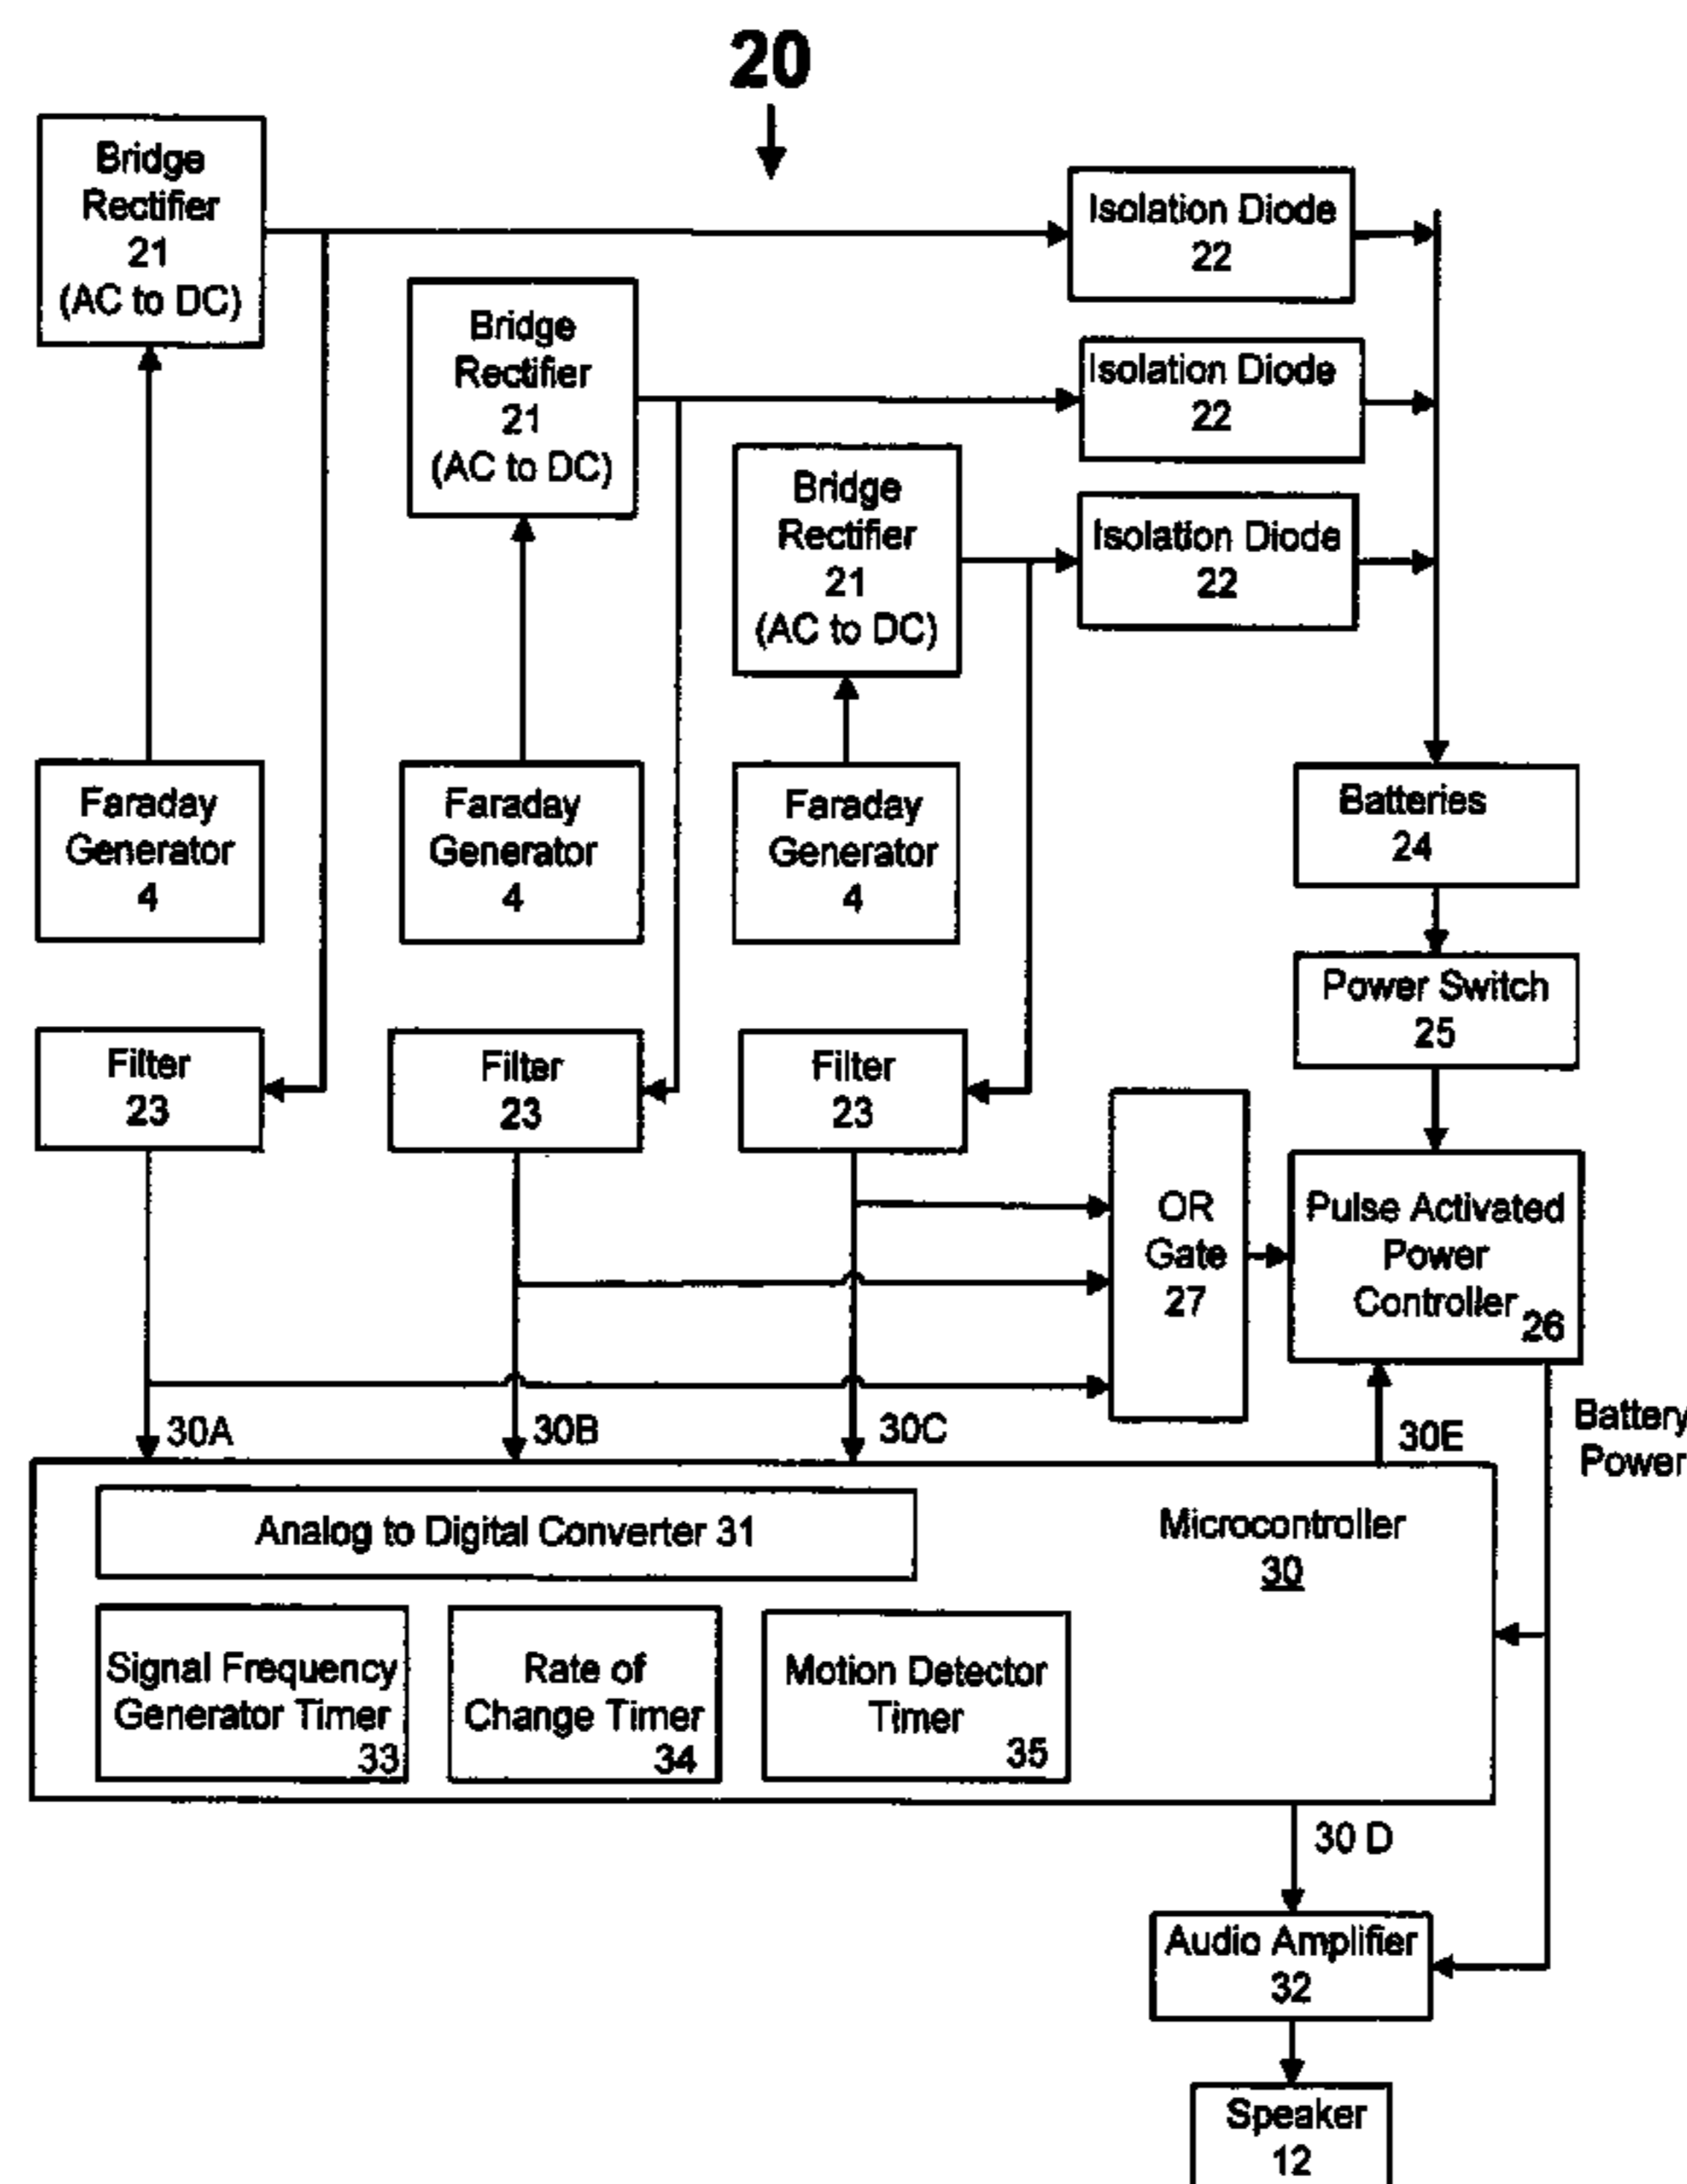 20
Bridge
Rectifier
21
(AC to DC)
Isolation Diode
22
Bridge
Rectifier
21
(AC to DC)
Isolation Diode
22
Bridge
Rectifier
21
(AC to DC)
Isolation Diode
22
Faraday
Generator
4
Faraday
Generator
4
Faraday
Generator
4
Batteries
24
Power Switch
25
Filter
23
Filter
23
Filter
23
OR
Gate
27
Pulse Activated
Power
Controller 26
30A
30B
30C
30E
Battery
Power
Analog to Digital Converter 31
Microcontroller
30
Signal Frequency
Generator Timer
33
Rate of
Change Timer
34
Motion Detector
Timer
35
30 D
Audio Amplifier
32
Speaker
12